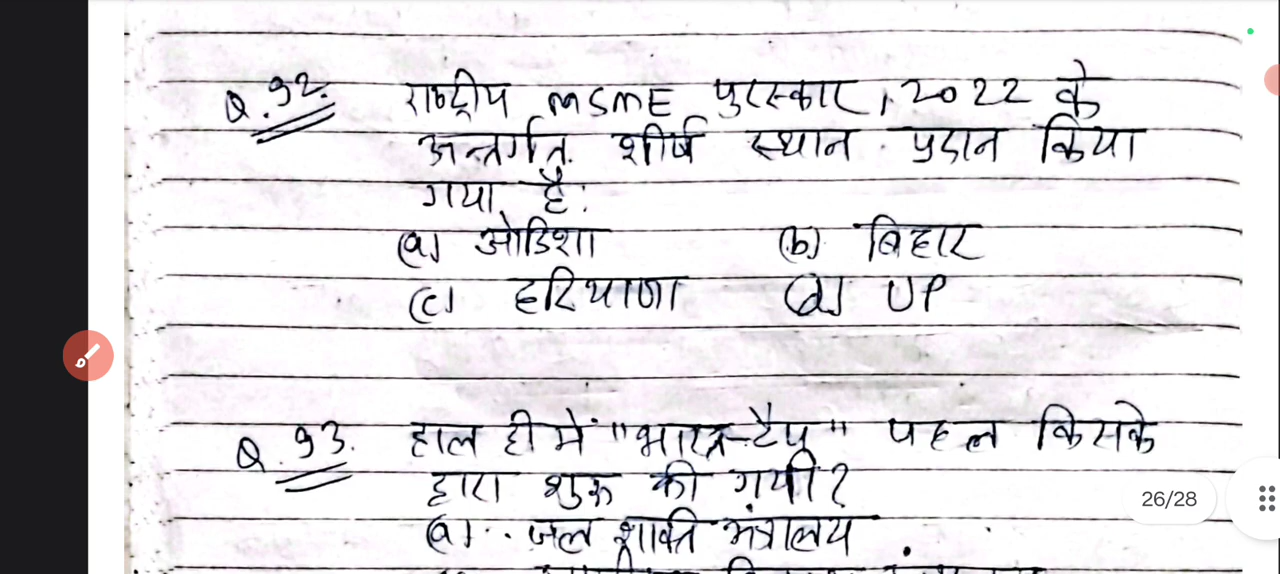 Q.92. राष्ट्रीय MSME पुरस्कार, 2022 के
अन्तर्गत शीर्ष स्थान प्रदान किया
गया है:
(a) ओडिशा (b) बिहार
(c) हरियाणा (d) UP
Q.93. हाल ही में "भारत-टैप" पहल किसके
द्वारा शुरू की गयी?
(a). जल शक्ति मंत्रालय
26/28